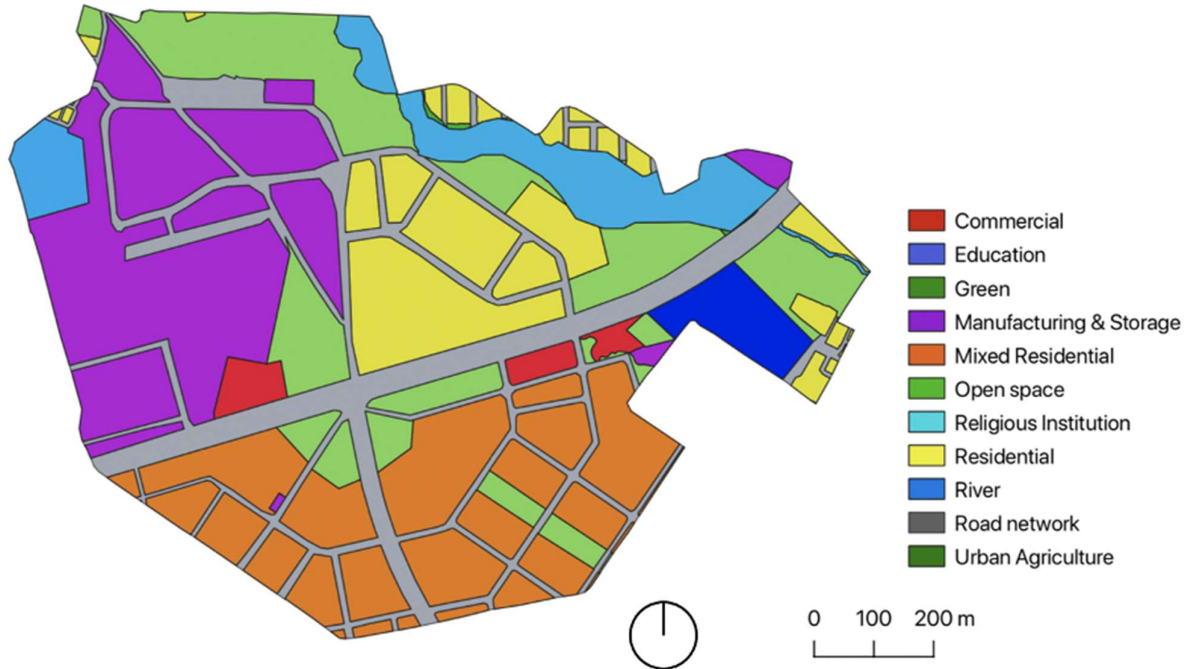 Commercial
Education
Green
Manufacturing & Storage
Mixed Residential
Open space
Religious Institution
Residential
River
Road network
Urban Agriculture
0 100 200 m